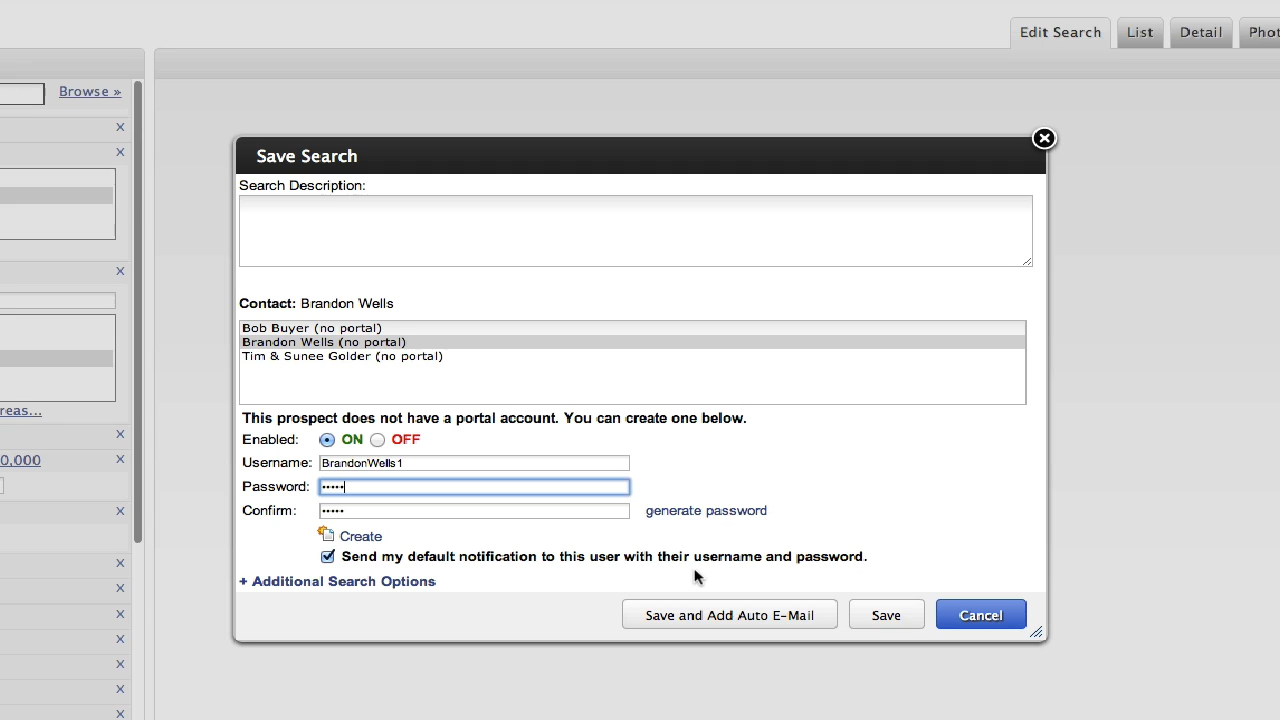 Edit Search
List
Detail
Phot
Browse »
Save Search
Search Description:
Contact: Brandon Wells
Bob Buyer (no portal)
Brandon Wells (no portal)
Tim & Sunee Golder (no portal)
reas...
This prospect does not have a portal account. You can create one below.
Enabled: ON OFF
0,000
Username: BrandonWells1
Password: •••••
Confirm: ••••• generate password
Create
Send my default notification to this user with their username and password.
+ Additional Search Options
Save and Add Auto E-Mail
Save
Cancel